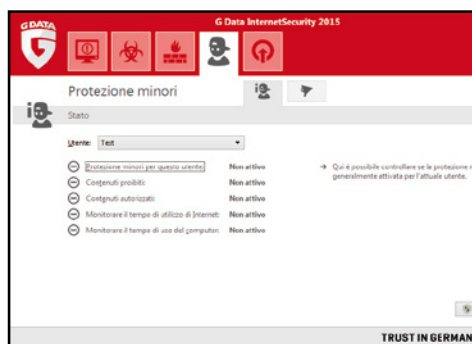 G Data InternetSecurity 2015
G DATA
Protezione minori
Stato
Utente: Test
Protezione minori per questo utente: Non attivo
Contenuti proibiti: Non attivo
Contenuti autorizzati: Non attivo
Monitorare il tempo di utilizzo di Internet: Non attivo
Monitorare il tempo di uso del computer: Non attivo
Qui è possibile controllare se la protezione
generalmente attivata per l'attuale utente.
TRUST IN GERMAN